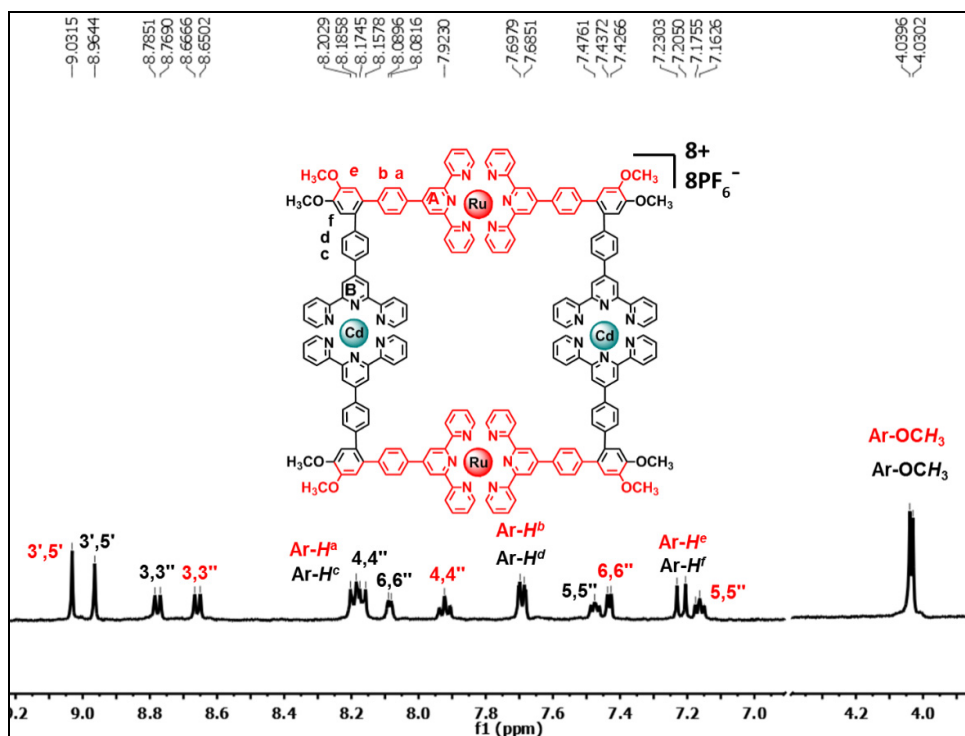 9.0315 8.9644 8.7851 8.7690 8.6666 8.6502 8.2029 8.1858 8.1745 8.1578 8.0896 8.0816 7.9230 7.6979 7.6851 7.4761 7.4372 7.4266 7.2303 7.2050 7.1755 7.1626 4.0396 4.0302
8+
8PF6−
H3CO e b a N N N Ru N N N OCH3
H3CO A OCH3
f
d
c
B
N N N N N N
Cd Cd
N N N N N N
H3CO N N N Ru N N N OCH3
H3CO OCH3
Ar-OCH3
Ar-OCH3
3',5' 3',5' 3,3'' 3,3'' Ar-Ha Ar-Hc 4,4'' 6,6'' 4,4'' Ar-Hb Ar-Hd 5,5'' 6,6'' Ar-He Ar-Hf 5,5''
9.2 9.0 8.8 8.6 8.4 8.2 8.0 7.8 7.6 7.4 7.2 7.0 4.2 4.0
f1 (ppm)